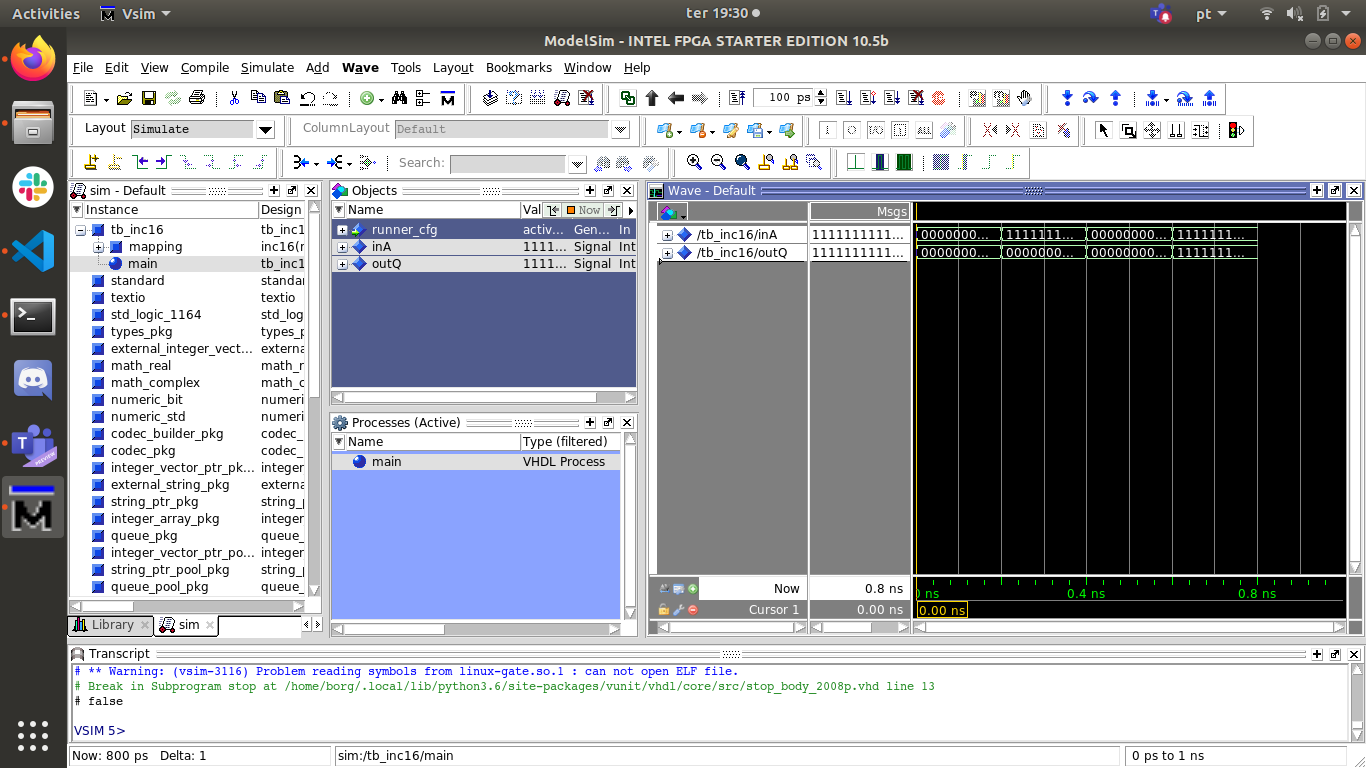 Activities Vsim ter 19:30 pt
ModelSim - INTEL FPGA STARTER EDITION 10.5b
File Edit View Compile Simulate Add Wave Tools Layout Bookmarks Window Help
100 ps
Layout Simulate ColumnLayout Default
ALL
Search:
sim - Default
Instance Design
tb_inc16 tb_inc1
mapping inc16(r
main tb_inc1
standard standar
textio textio
std_logic_1164 std_log
types_pkg types_p
external_integer_vect... externa
math_real math_r
math_complex math_c
numeric_bit numeri
numeric_std numeri
codec_builder_pkg codec_
codec_pkg codec_
integer_vector_ptr_pk... integer
external_string_pkg externa
string_ptr_pkg string_p
integer_array_pkg integer
queue_pkg queue_
integer_vector_ptr_po... integer
string_ptr_pool_pkg string_p
queue_pool_pkg queue_
Library sim
Objects
Name Val Now
runner_cfg activ... Gen... In
inA 1111... Signal Int
outQ 1111... Signal Int
Processes (Active)
Name Type (filtered)
main VHDL Process
Wave - Default
Msgs
/tb_inc16/inA 1111111111... 0000000... 1111111... 00000000... 1111111...
/tb_inc16/outQ 1111111111... 0000000... 0000000... 00000000... 1111111...
Now 0.8 ns ns 0.4 ns 0.8 ns
Cursor 1 0.00 ns 0.00 ns
Transcript
# ** Warning: (vsim-3116) Problem reading symbols from linux-gate.so.1 : can not open ELF file.
# Break in Subprogram stop at /home/borg/.local/lib/python3.6/site-packages/vunit/vhdl/core/src/stop_body_2008p.vhd line 13
# false
VSIM 5>
Now: 800 ps Delta: 1 sim:/tb_inc16/main 0 ps to 1 ns
PREVIEW